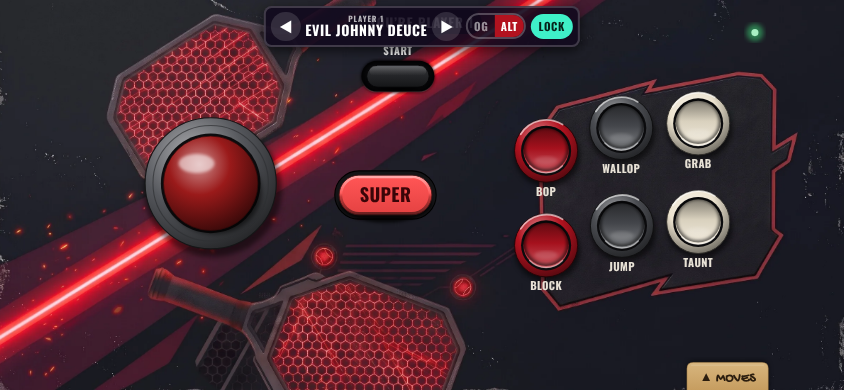 PLAYER 1
EVIL JOHNNY DEUCE
OG ALT LOCK
START
SUPER
WALLOP
GRAB
BOP
JUMP
TAUNT
BLOCK
▲ MOVES